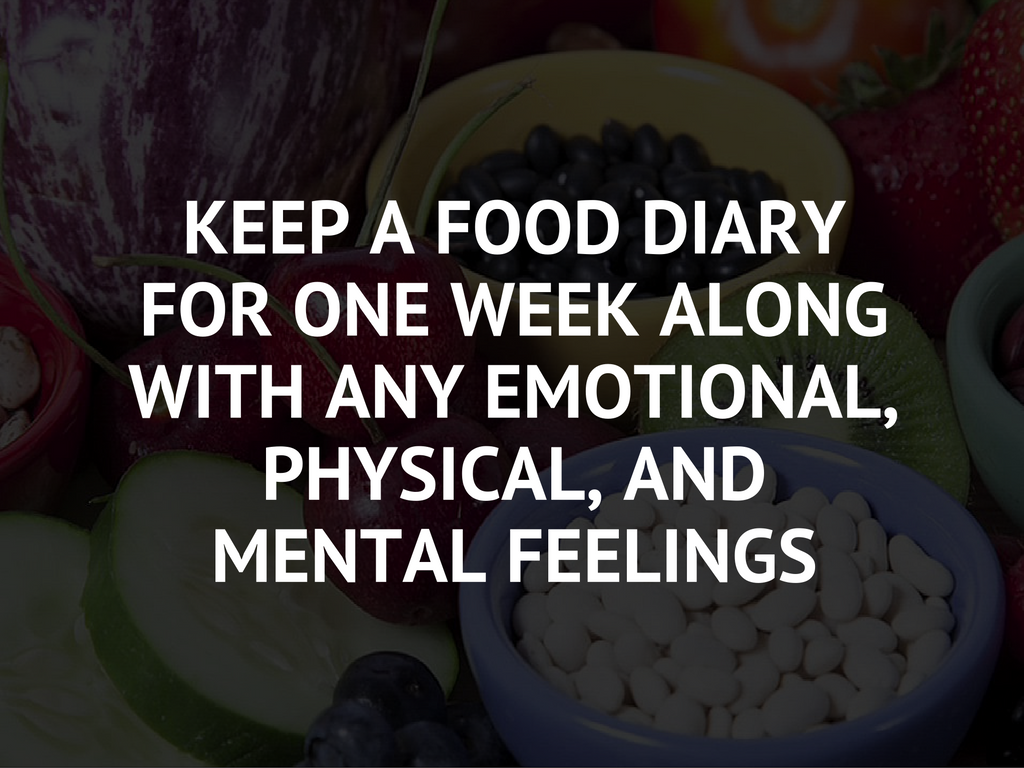 KEEP A FOOD DIARY
FOR ONE WEEK ALONG
WITH ANY EMOTIONAL,
PHYSICAL, AND
MENTAL FEELINGS